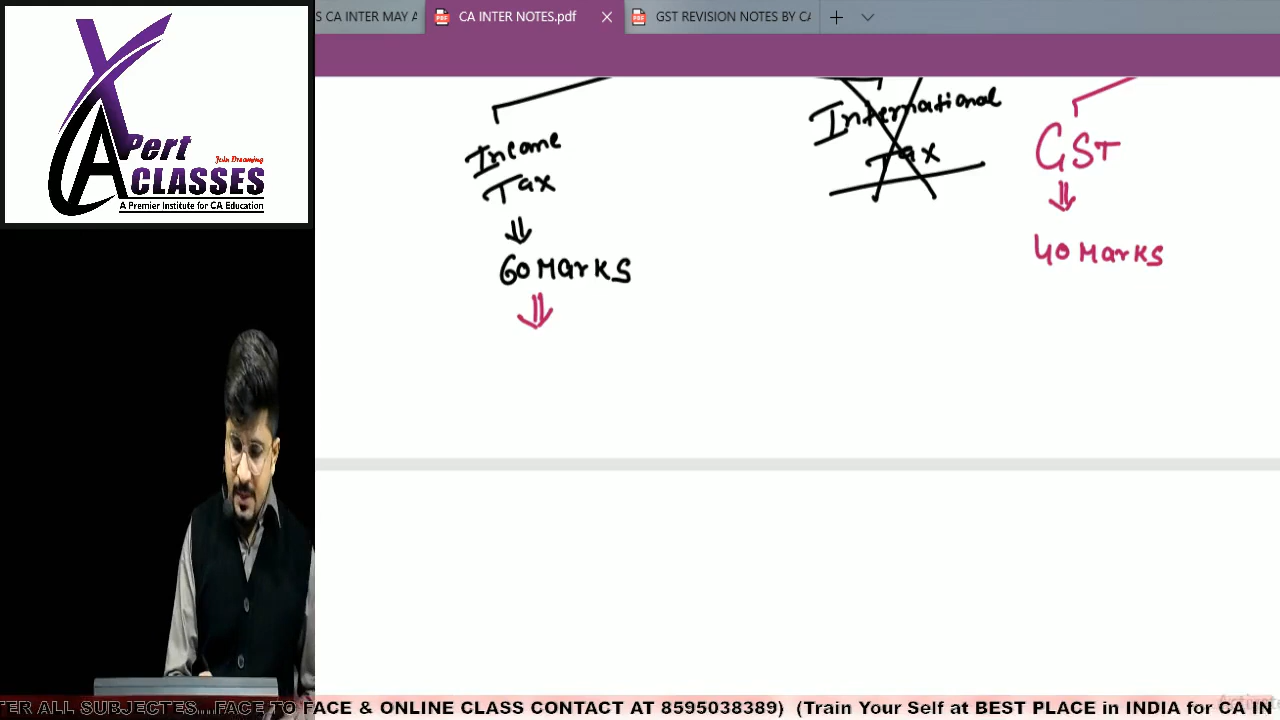 S CA INTER MAY A
CA INTER NOTES.pdf
GST REVISION NOTES BY CA
XPert
Join Dreaming
CLASSES
A Premier Institute for CA Education
Income
Tax
60 Marks
International
Tax
GST
40 Marks
TER ALL SUBJECTES...FACE TO FACE & ONLINE CLASS CONTACT AT 8595038389) (Train Your Self at BEST PLACE in INDIA for CA IN